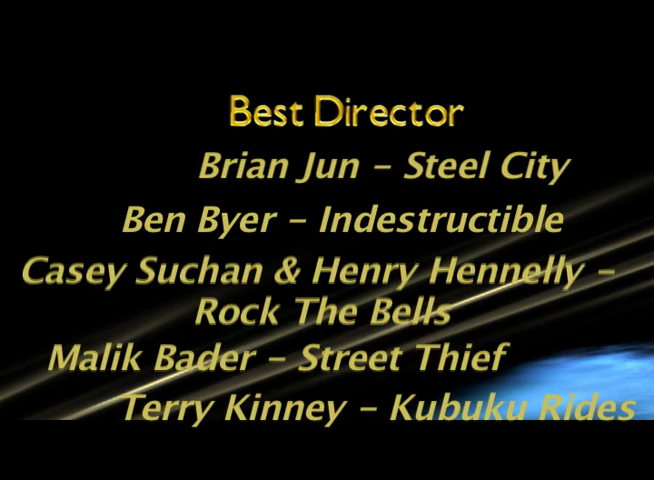 Best Director
Brian Jun - Steel City
Ben Byer - Indestructible
Casey Suchan & Henry Hennelly -
Rock The Bells
Malik Bader - Street Thief
Terry Kinney - Kubuku Rides